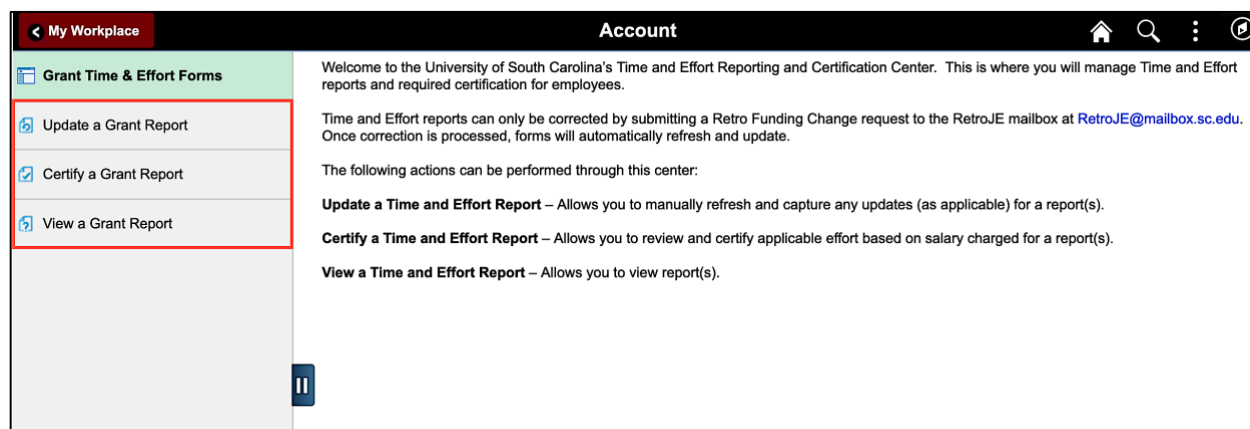 My Workplace
Account
Grant Time & Effort Forms
Update a Grant Report
Certify a Grant Report
View a Grant Report
Welcome to the University of South Carolina's Time and Effort Reporting and Certification Center. This is where you will manage Time and Effort
reports and required certification for employees.
Time and Effort reports can only be corrected by submitting a Retro Funding Change request to the RetroJE mailbox at RetroJE@mailbox.sc.edu.
Once correction is processed, forms will automatically refresh and update.
The following actions can be performed through this center:
Update a Time and Effort Report – Allows you to manually refresh and capture any updates (as applicable) for a report(s).
Certify a Time and Effort Report – Allows you to review and certify applicable effort based on salary charged for a report(s).
View a Time and Effort Report – Allows you to view report(s).